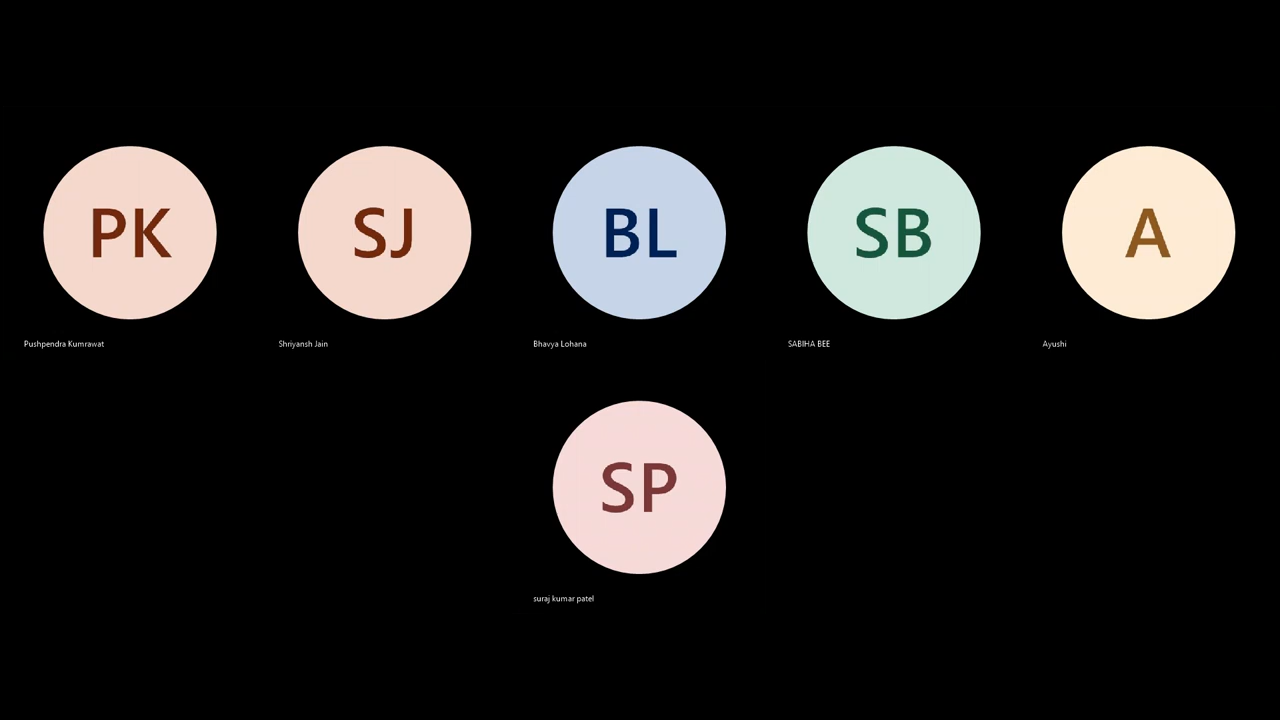 PK
SJ
BL
SB
A
Pushpendra Kumrawat
Shriyansh Jain
Bhavya Lohana
SABIHA BEE
Ayushi
SP
suraj kumar patel